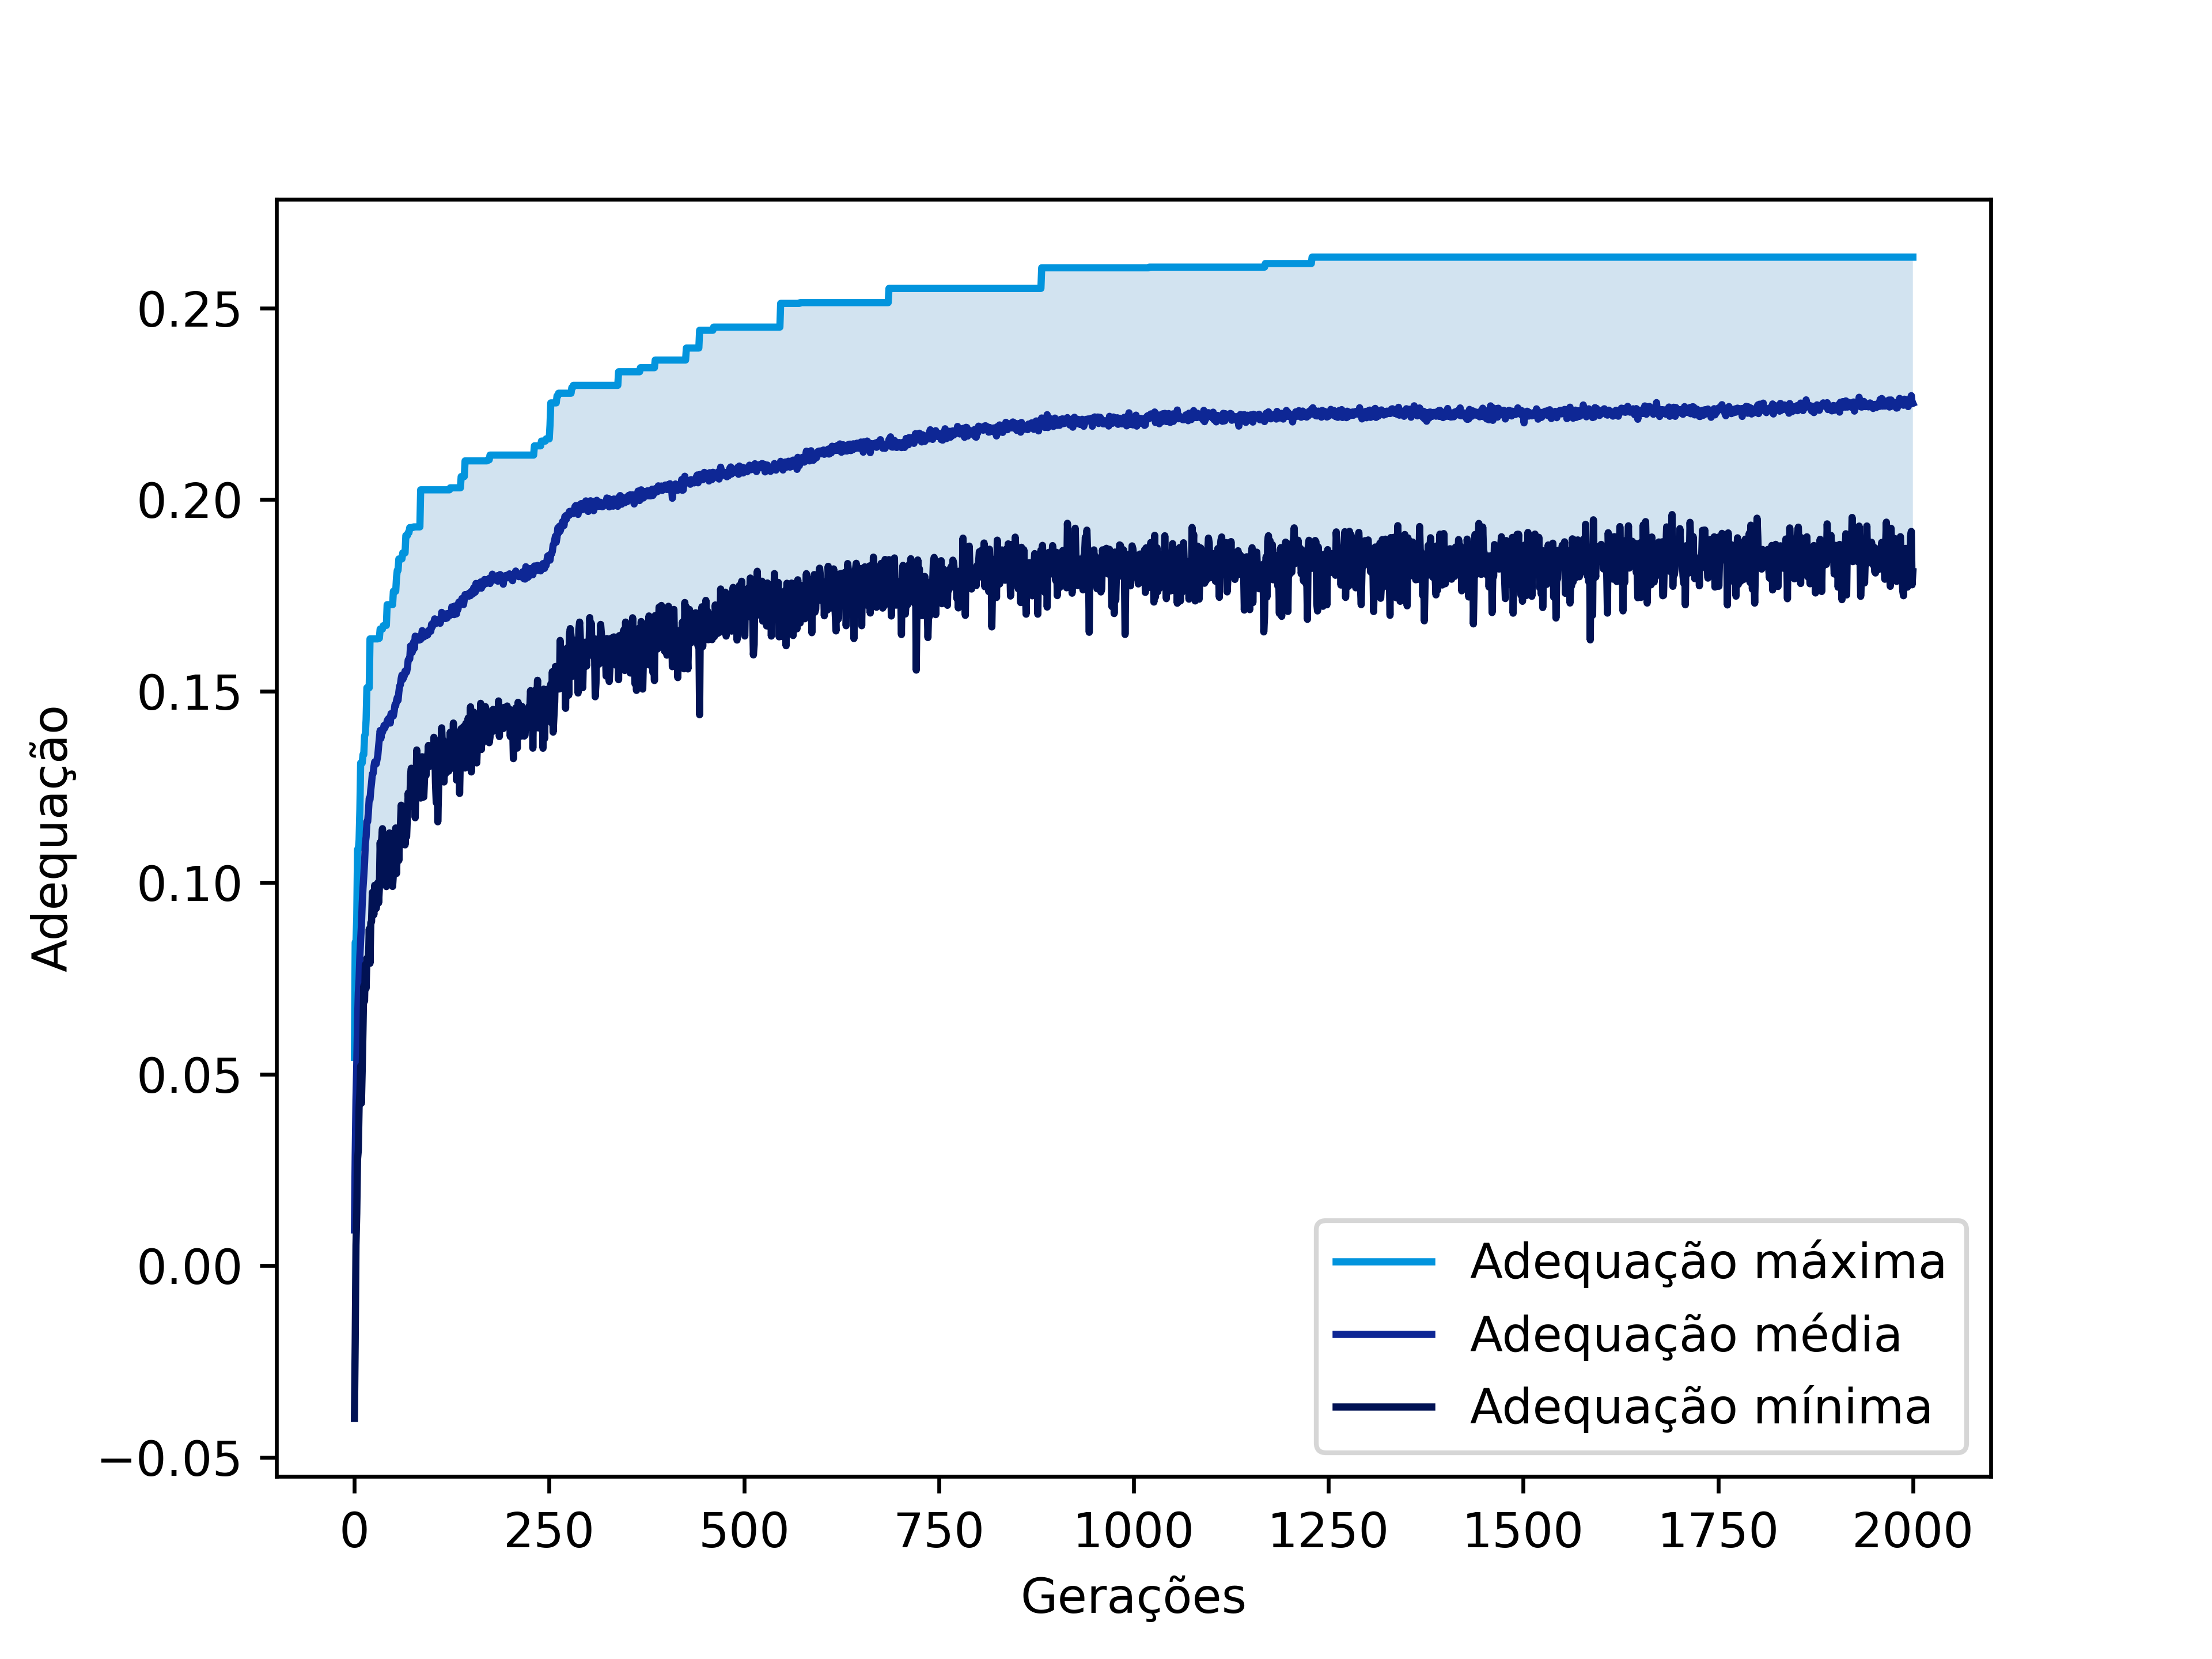 Adequação
0.25
0.20
0.15
0.10
0.05
0.00
−0.05
0 250 500 750 1000 1250 1500 1750 2000
Gerações
Adequação máxima
Adequação média
Adequação mínima